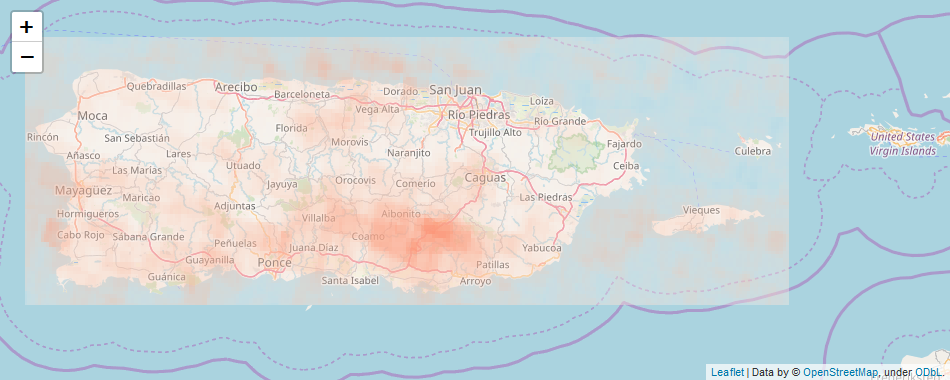 +
−
Quebradillas
Arecibo
Barceloneta
Dorado
San Juan
Loíza
Moca
Vega Alta
Río Piedras
Río Grande
Rincón
San Sebastián
Florida
Morovis
Trujillo Alto
Fajardo
United States
Virgin Islands
Añasco
Lares
Naranjito
Culebra
Las Marías
Utuado
Ceiba
Mayagüez
Maricao
Jayuya
Orocovis
Comerío
Caguas
Las Piedras
Hormigueros
Adjuntas
Villalba
Aibonito
Vieques
Cabo Rojo
Sabana Grande
Peñuelas
Juana Díaz
Coamo
Yabucoa
Guayanilla
Ponce
Patillas
Guánica
Santa Isabel
Arroyo
Leaflet | Data by © OpenStreetMap, under ODbL.